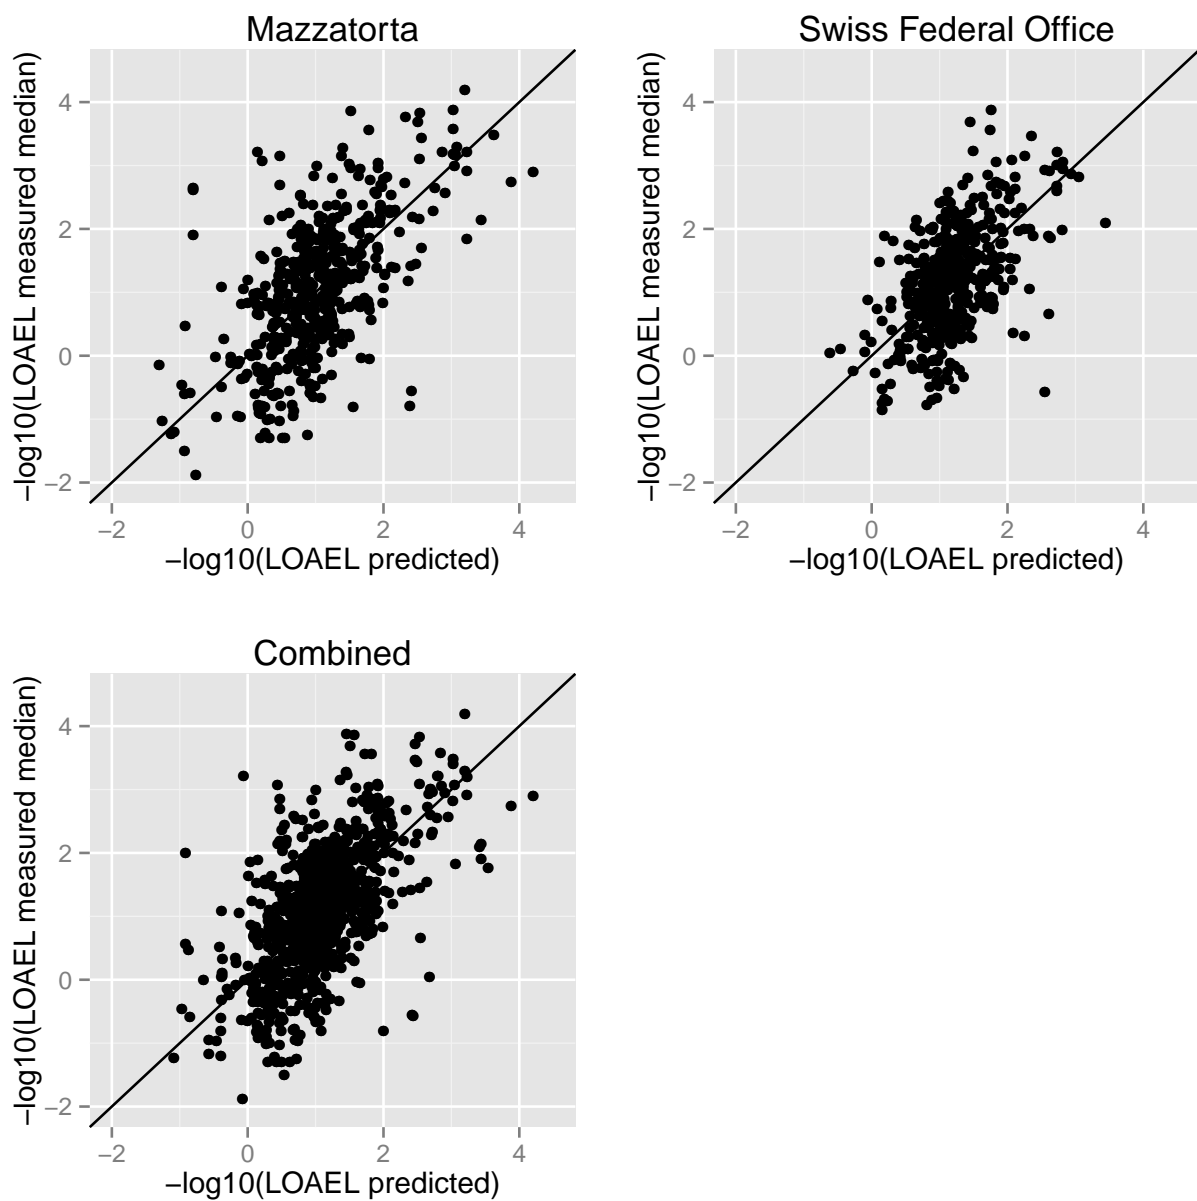 Mazzatorta
−log10(LOAEL measured median)
4
2
0
−2
−2 0 2 4
−log10(LOAEL predicted)
Swiss Federal Office
−log10(LOAEL measured median)
4
2
0
−2
−2 0 2 4
−log10(LOAEL predicted)
Combined
−log10(LOAEL measured median)
4
2
0
−2
−2 0 2 4
−log10(LOAEL predicted)